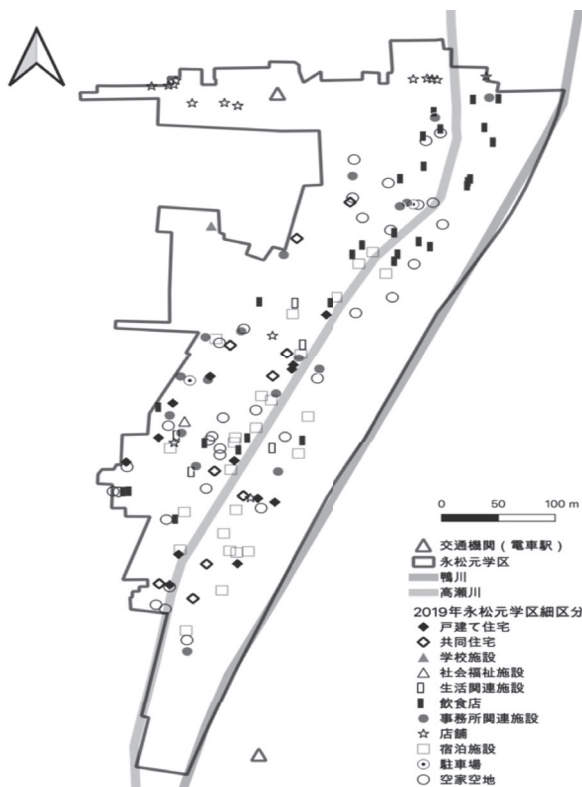 0 50 100 m
交通機関（電車駅）
永松元学区
鴨川
高瀬川
2019年永松元学区細区分
戸建て住宅
共同住宅
学校施設
社会福祉施設
生活関連施設
飲食店
事務所関連施設
店舗
宿泊施設
駐車場
空家空地